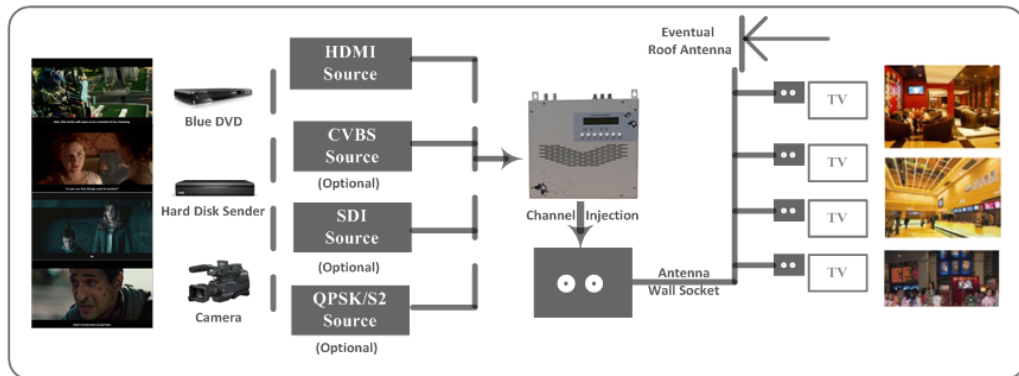 Blue DVD
Hard Disk Sender
Camera
HDMI
Source
CVBS
Source
(Optional)
SDI
Source
(Optional)
QPSK/S2
Source
(Optional)
Channel Injection
Antenna
Wall Socket
Eventual
Roof Antenna
TV
TV
TV
TV